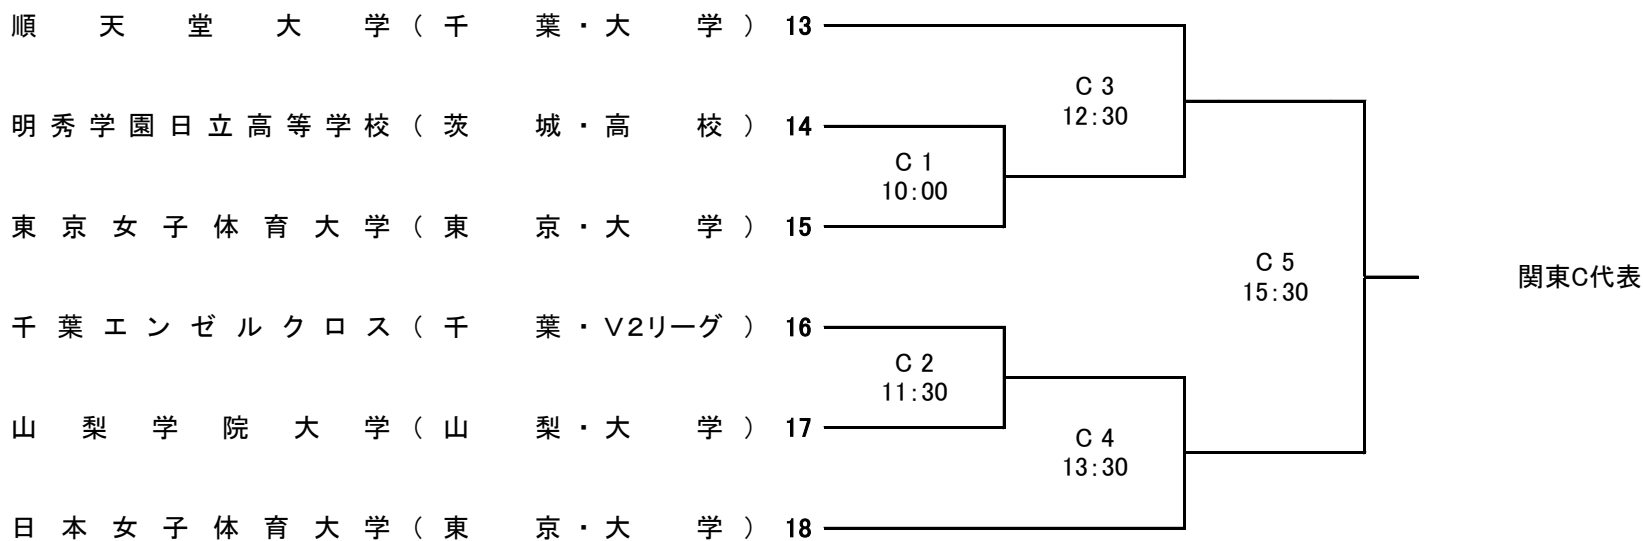 順天堂大学（千葉・大学） 13
C 3
12:30
明秀学園日立高等学校（茨城・高校） 14
C 1
10:00
東京女子体育大学（東京・大学） 15
C 5
15:30
関東C代表
千葉エンゼルクロス（千葉・V2リーグ） 16
C 2
11:30
山梨学院大学（山梨・大学） 17
C 4
13:30
日本女子体育大学（東京・大学） 18